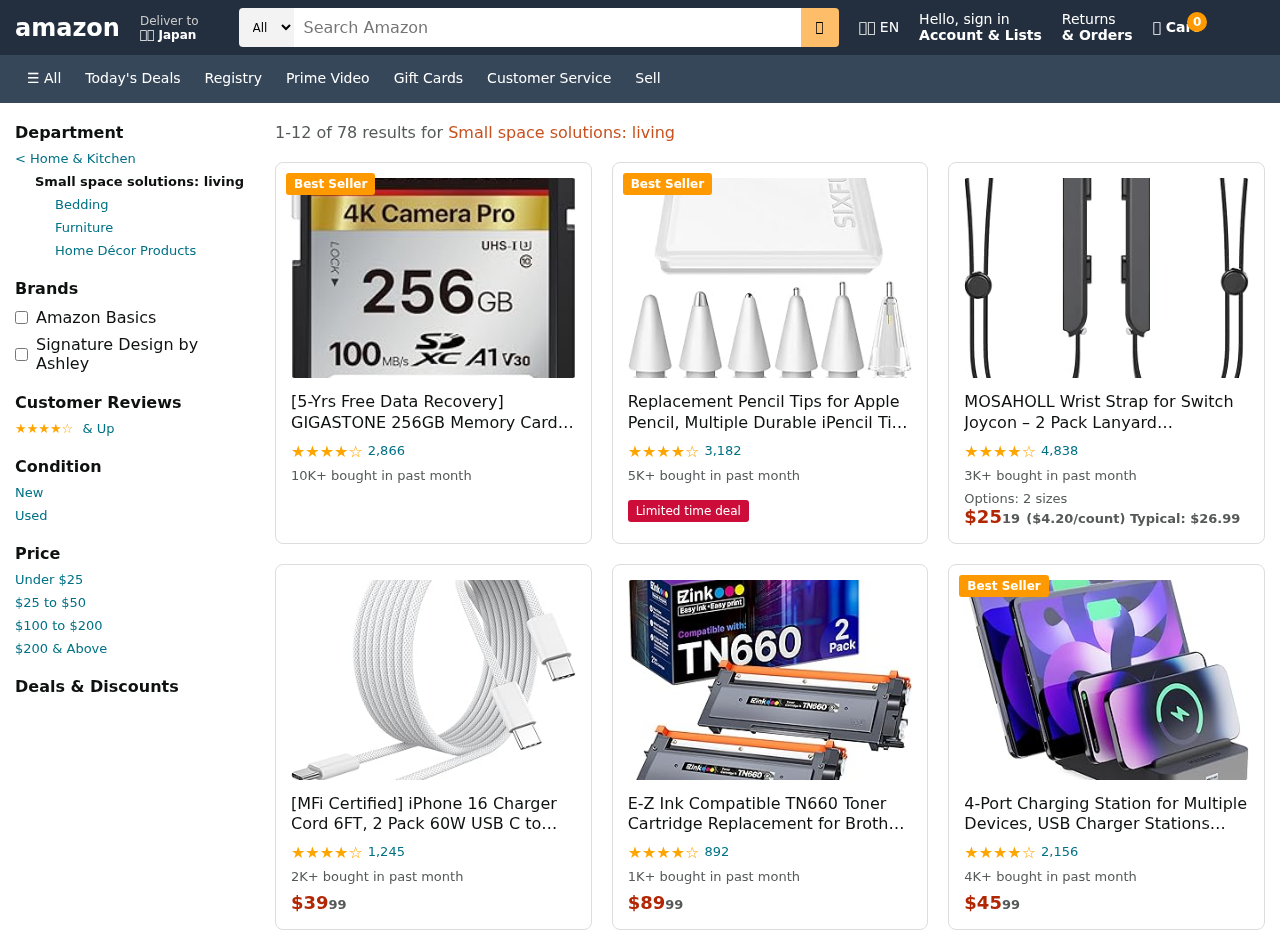 amazon
Deliver to
Japan
All
Search Amazon
EN
Hello, sign in
Account & Lists
Returns
& Orders
0
☰ All
Today's Deals
Registry
Prime Video
Gift Cards
Customer Service
Sell
Department
< Home & Kitchen
Small space solutions: living
Bedding
Furniture
Home Décor Products
Brands
Amazon Basics
Signature Design by
Ashley
Customer Reviews
★★★★☆ & Up
Condition
New
Used
Price
Under $25
$25 to $50
$100 to $200
$200 & Above
Deals & Discounts
1-12 of 78 results for Small space solutions: living
Best Seller
4K Camera Pro
LOCK
UHS-I U3
256GB
100MB/s SD XC A1 V30
[5-Yrs Free Data Recovery]
GIGASTONE 256GB Memory Card…
★★★★☆ 2,866
10K+ bought in past month
Best Seller
Replacement Pencil Tips for Apple
Pencil, Multiple Durable iPencil Ti…
★★★★☆ 3,182
5K+ bought in past month
Limited time deal
MOSAHOLL Wrist Strap for Switch
Joycon – 2 Pack Lanyard…
★★★★☆ 4,838
3K+ bought in past month
Options: 2 sizes
$2519 ($4.20/count) Typical: $26.99
[MFi Certified] iPhone 16 Charger
Cord 6FT, 2 Pack 60W USB C to…
★★★★☆ 1,245
2K+ bought in past month
$3999
EZink
Easy ink • Easy print
Compatible with:
TN660
2
Pack
EZink TN660
EZink TN660
E-Z Ink Compatible TN660 Toner
Cartridge Replacement for Broth…
★★★★☆ 892
1K+ bought in past month
$8999
Best Seller
4-Port Charging Station for Multiple
Devices, USB Charger Stations…
★★★★☆ 2,156
4K+ bought in past month
$4599